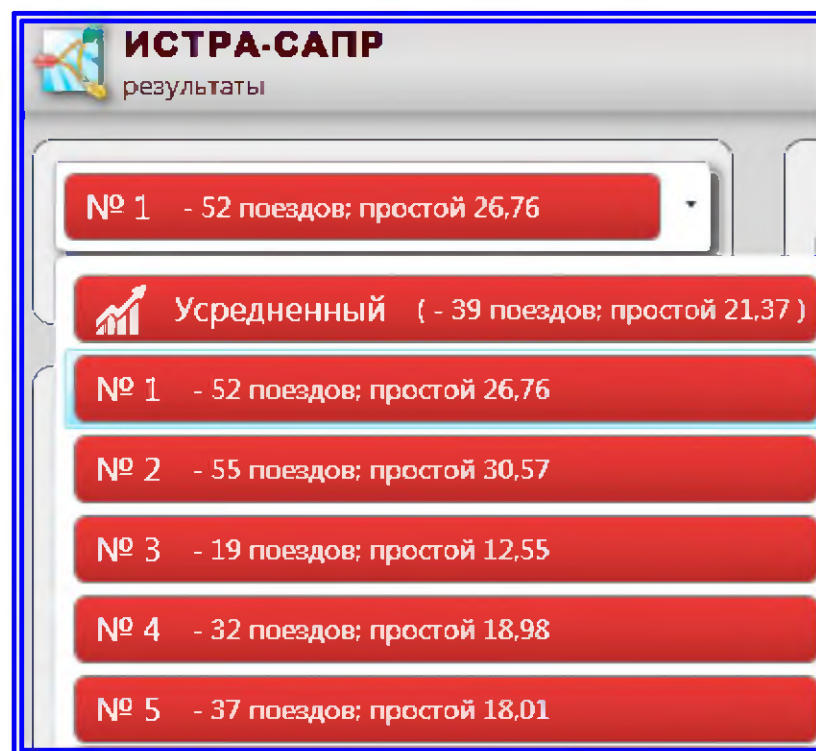 ИСТРА-САПР
результаты
№ 1 - 52 поездов; простой 26,76
Усредненный ( - 39 поездов; простой 21,37 )
№ 1 - 52 поездов; простой 26,76
№ 2 - 55 поездов; простой 30,57
№ 3 - 19 поездов; простой 12,55
№ 4 - 32 поездов; простой 18,98
№ 5 - 37 поездов; простой 18,01